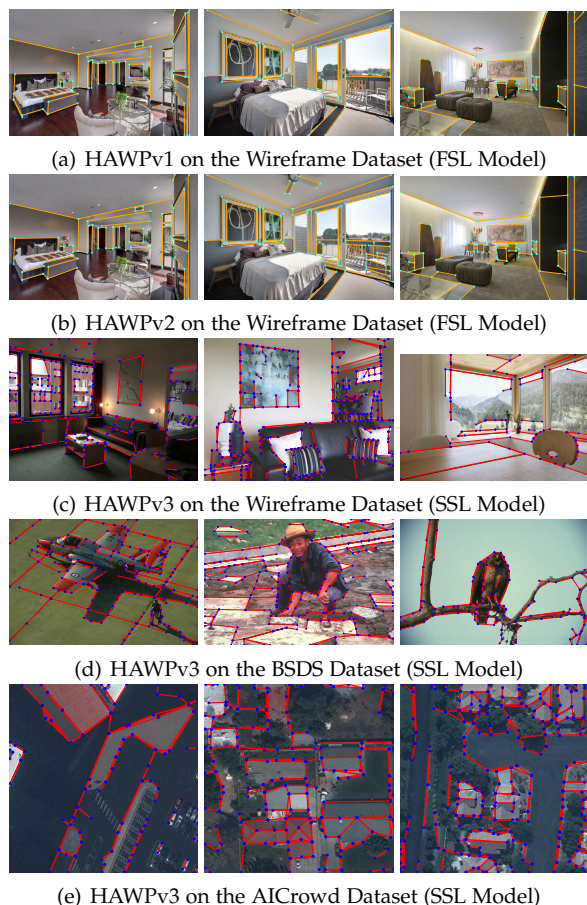 (a) HAWPv1 on the Wireframe Dataset (FSL Model)
(b) HAWPv2 on the Wireframe Dataset (FSL Model)
(c) HAWPv3 on the Wireframe Dataset (SSL Model)
(d) HAWPv3 on the BSDS Dataset (SSL Model)
(e) HAWPv3 on the AICrowd Dataset (SSL Model)